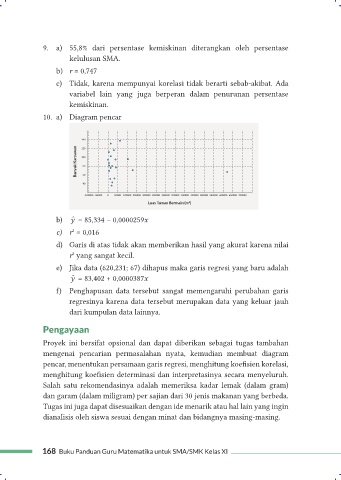 9. a) 55,8% dari persentase kemiskinan diterangkan oleh persentase
kelulusan SMA.
b) r = 0,747
c) Tidak, karena mempunyai korelasi tidak berarti sebab-akibat. Ada
variabel lain yang juga berperan dalam penurunan persentase
kemiskinan.
10. a) Diagram pencar
Banyak Kerusakan
Luas Taman Bermain (m²)
b) ŷ = 85,334 – 0,0000259x
c) r² = 0,016
d) Garis di atas tidak akan memberikan hasil yang akurat karena nilai
r² yang sangat kecil.
e) Jika data (620,231; 67) dihapus maka garis regresi yang baru adalah
ŷ = 83,402 + 0,0000387x
f) Penghapusan data tersebut sangat memengaruhi perubahan garis
regresinya karena data tersebut merupakan data yang keluar jauh
dari kumpulan data lainnya.
Pengayaan
Proyek ini bersifat opsional dan dapat diberikan sebagai tugas tambahan
mengenai pencarian permasalahan nyata, kemudian membuat diagram
pencar, menentukan persamaan garis regresi, menghitung koefisien korelasi,
menghitung koefisien determinasi dan interpretasinya secara menyeluruh.
Salah satu rekomendasinya adalah memeriksa kadar lemak (dalam gram)
dan garam (dalam miligram) per sajian dari 30 jenis makanan yang berbeda.
Tugas ini juga dapat disesuaikan dengan ide menarik atau hal lain yang ingin
dianalisis oleh siswa sesuai dengan minat dan bidangnya masing-masing.
168 Buku Panduan Guru Matematika untuk SMA/SMK Kelas XI